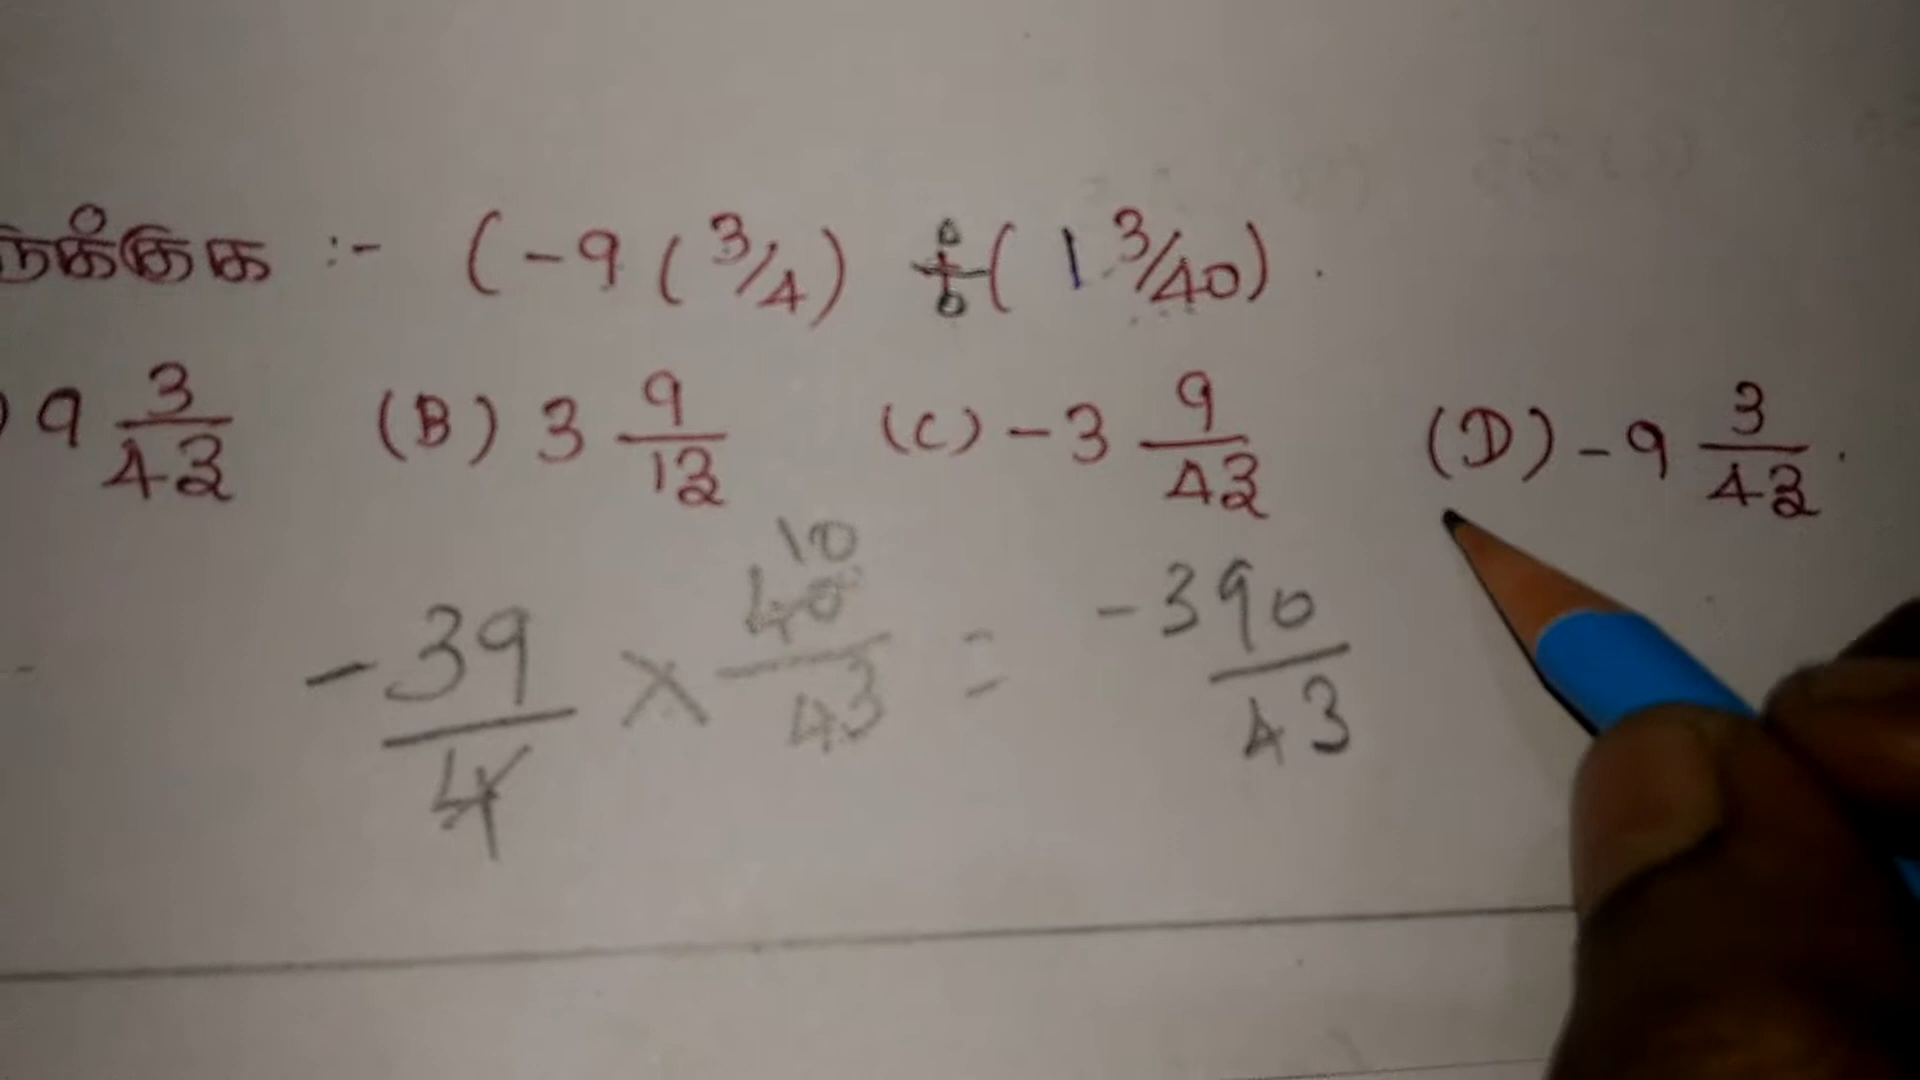 :- (-9 (3/4) ÷ ( 1 3/40) .
) 9 3/43 (B) 3 9/13 (C) -3 9/43 (D) -9 3/43 .
-39/4 × 40/43 = -390/43
10